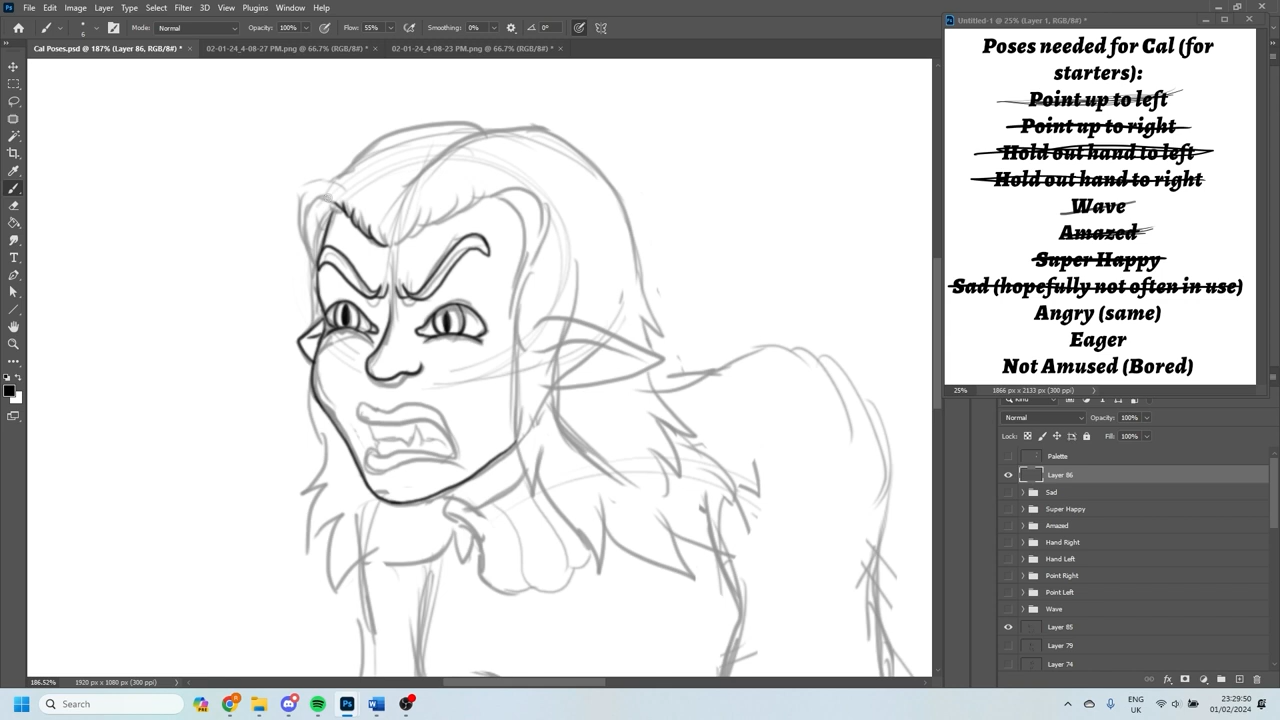 File Edit Image Layer Type Select Filter 3D View Plugins Window Help
6 Mode: Normal Opacity: 100% Flow: 55% Smoothing: 0% 0°
Cal Poses.psd @ 187% (Layer 86, RGB/8#) * 02-01-24_4-08-27 PM.png @ 66.7% (RGB/8#) * 02-01-24_4-08-23 PM.png @ 66.7% (RGB/8#) *
Untitled-1 @ 25% (Layer 1, RGB/8#) *
Poses needed for Cal (for
starters):
Point up to left
Point up to right
Hold out hand to left
Hold out hand to right
Wave
Amazed
Super Happy
Sad (hopefully not often in use)
Angry (same)
Eager
Not Amused (Bored)
25% 1866 px x 2133 px (300 ppi)
Kind
Normal Opacity: 100%
Lock: Fill: 100%
Palette
Layer 86
Sad
Super Happy
Amazed
Hand Right
Hand Left
Point Right
Point Left
Wave
Layer 85
Layer 79
Layer 74
186.52% 1920 px x 1080 px (300 ppi)
Search
ENG
UK
23:29:50
01/02/2024